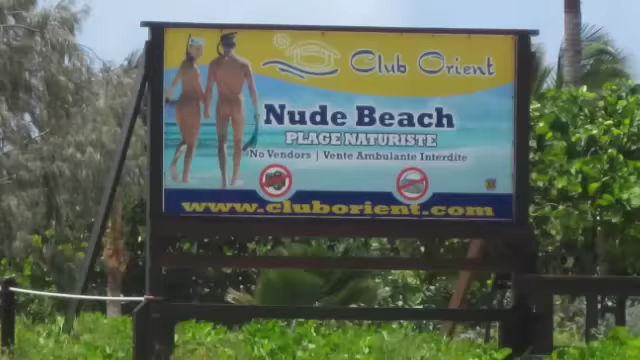 Club Orient
Nude Beach
PLAGE NATURISTE
No Vendors | Vente Ambulante Interdite
www.cluborient.com